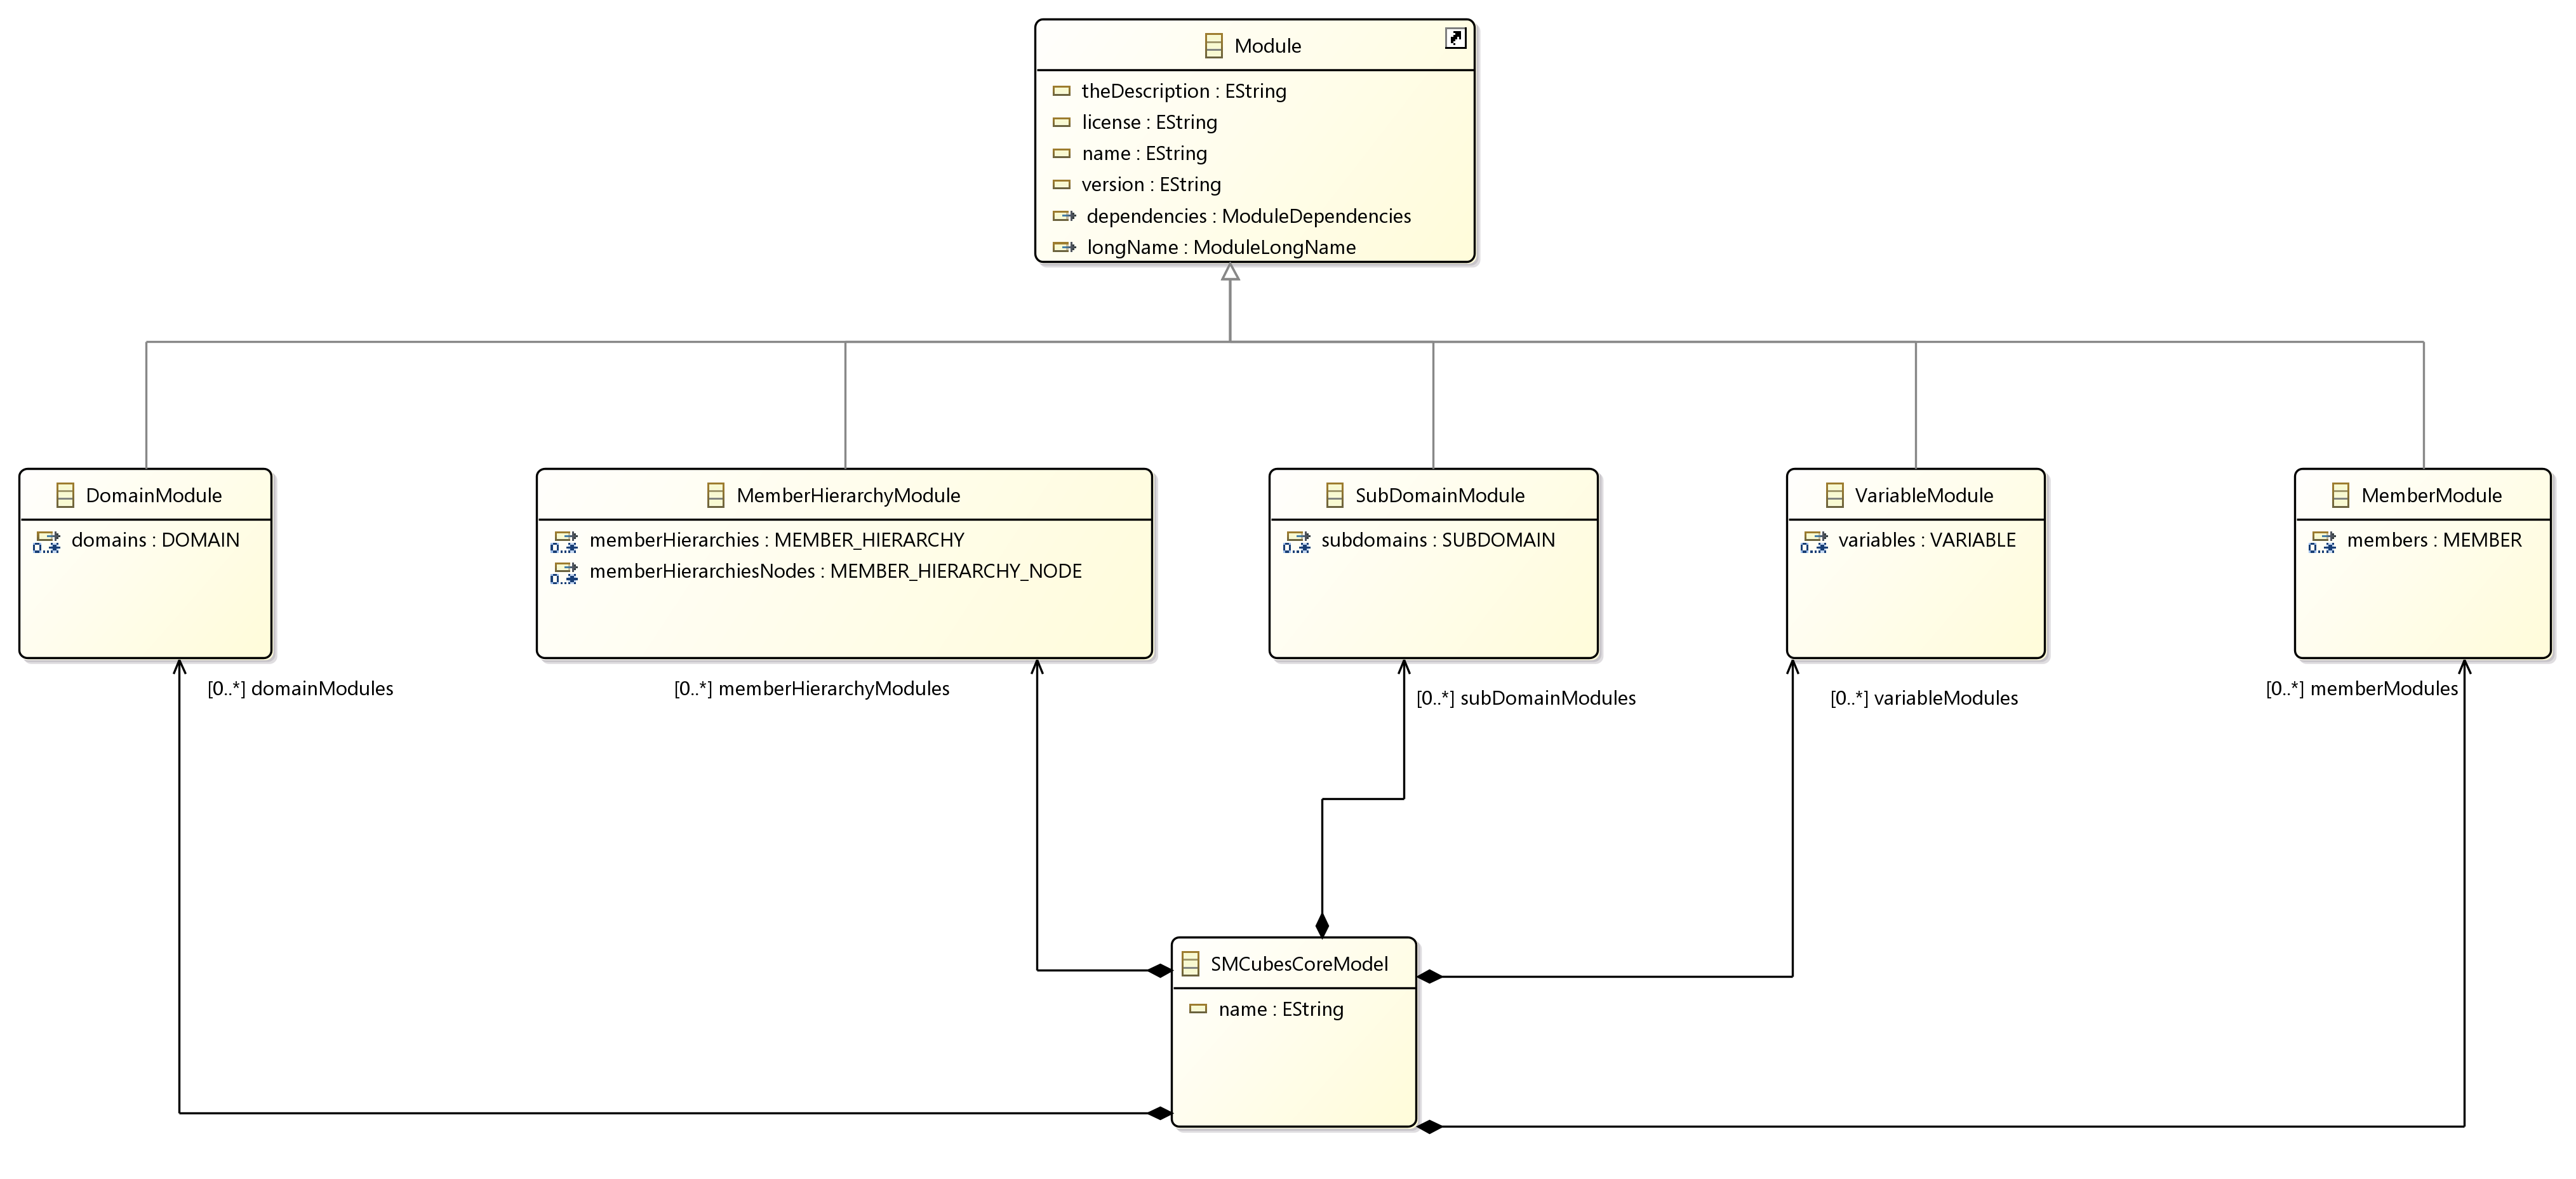 Module
theDescription : EString
license : EString
name : EString
version : EString
dependencies : ModuleDependencies
longName : ModuleLongName
DomainModule
0..*
domains : DOMAIN
MemberHierarchyModule
0..*
memberHierarchies : MEMBER_HIERARCHY
0..*
memberHierarchiesNodes : MEMBER_HIERARCHY_NODE
SubDomainModule
0..*
subdomains : SUBDOMAIN
VariableModule
0..*
variables : VARIABLE
MemberModule
0..*
members : MEMBER
[0..*] domainModules
[0..*] memberHierarchyModules
[0..*] subDomainModules
[0..*] variableModules
[0..*] memberModules
SMCubesCoreModel
name : EString